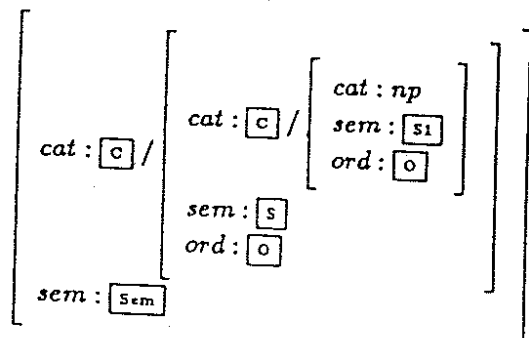 cat : np
cat : C / sem : S1
cat : C / ord : O
sem : S
ord : O
sem : Sem